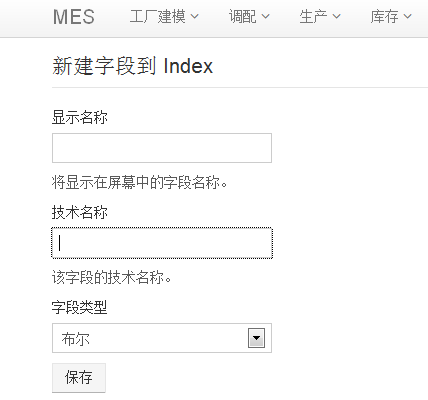 MES 工厂建模 调配 生产 库存
新建字段到 Index
显示名称
将显示在屏幕中的字段名称。
技术名称
该字段的技术名称。
字段类型
布尔
保存